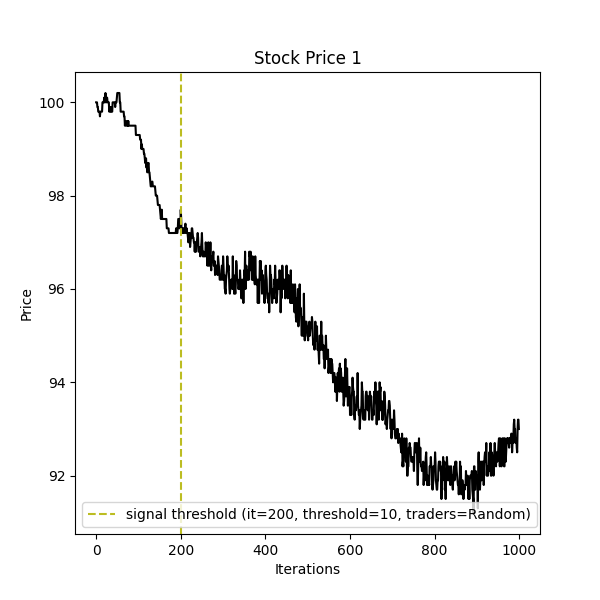 Stock Price 1
Price
100
98
96
94
92
signal threshold (it=200, threshold=10, traders=Random)
0 200 400 600 800 1000
Iterations